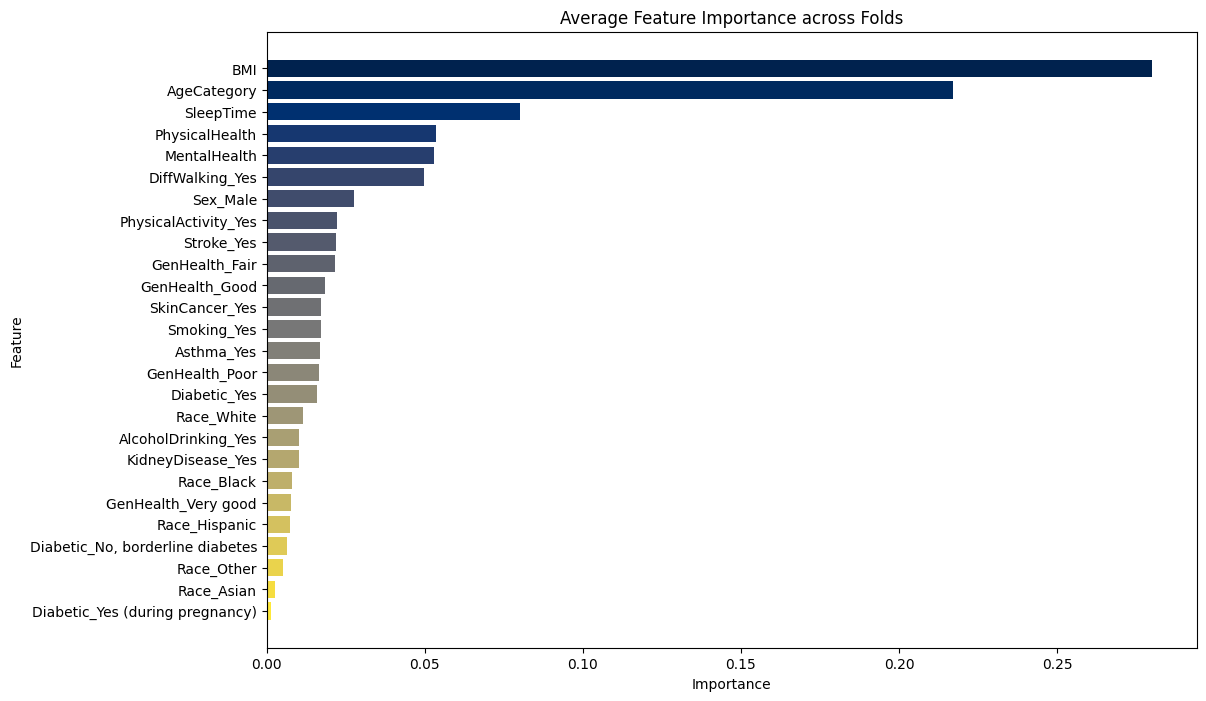 Average Feature Importance across Folds
Feature
BMI
AgeCategory
SleepTime
PhysicalHealth
MentalHealth
DiffWalking_Yes
Sex_Male
PhysicalActivity_Yes
Stroke_Yes
GenHealth_Fair
GenHealth_Good
SkinCancer_Yes
Smoking_Yes
Asthma_Yes
GenHealth_Poor
Diabetic_Yes
Race_White
AlcoholDrinking_Yes
KidneyDisease_Yes
Race_Black
GenHealth_Very good
Race_Hispanic
Diabetic_No, borderline diabetes
Race_Other
Race_Asian
Diabetic_Yes (during pregnancy)
0.00 0.05 0.10 0.15 0.20 0.25
Importance